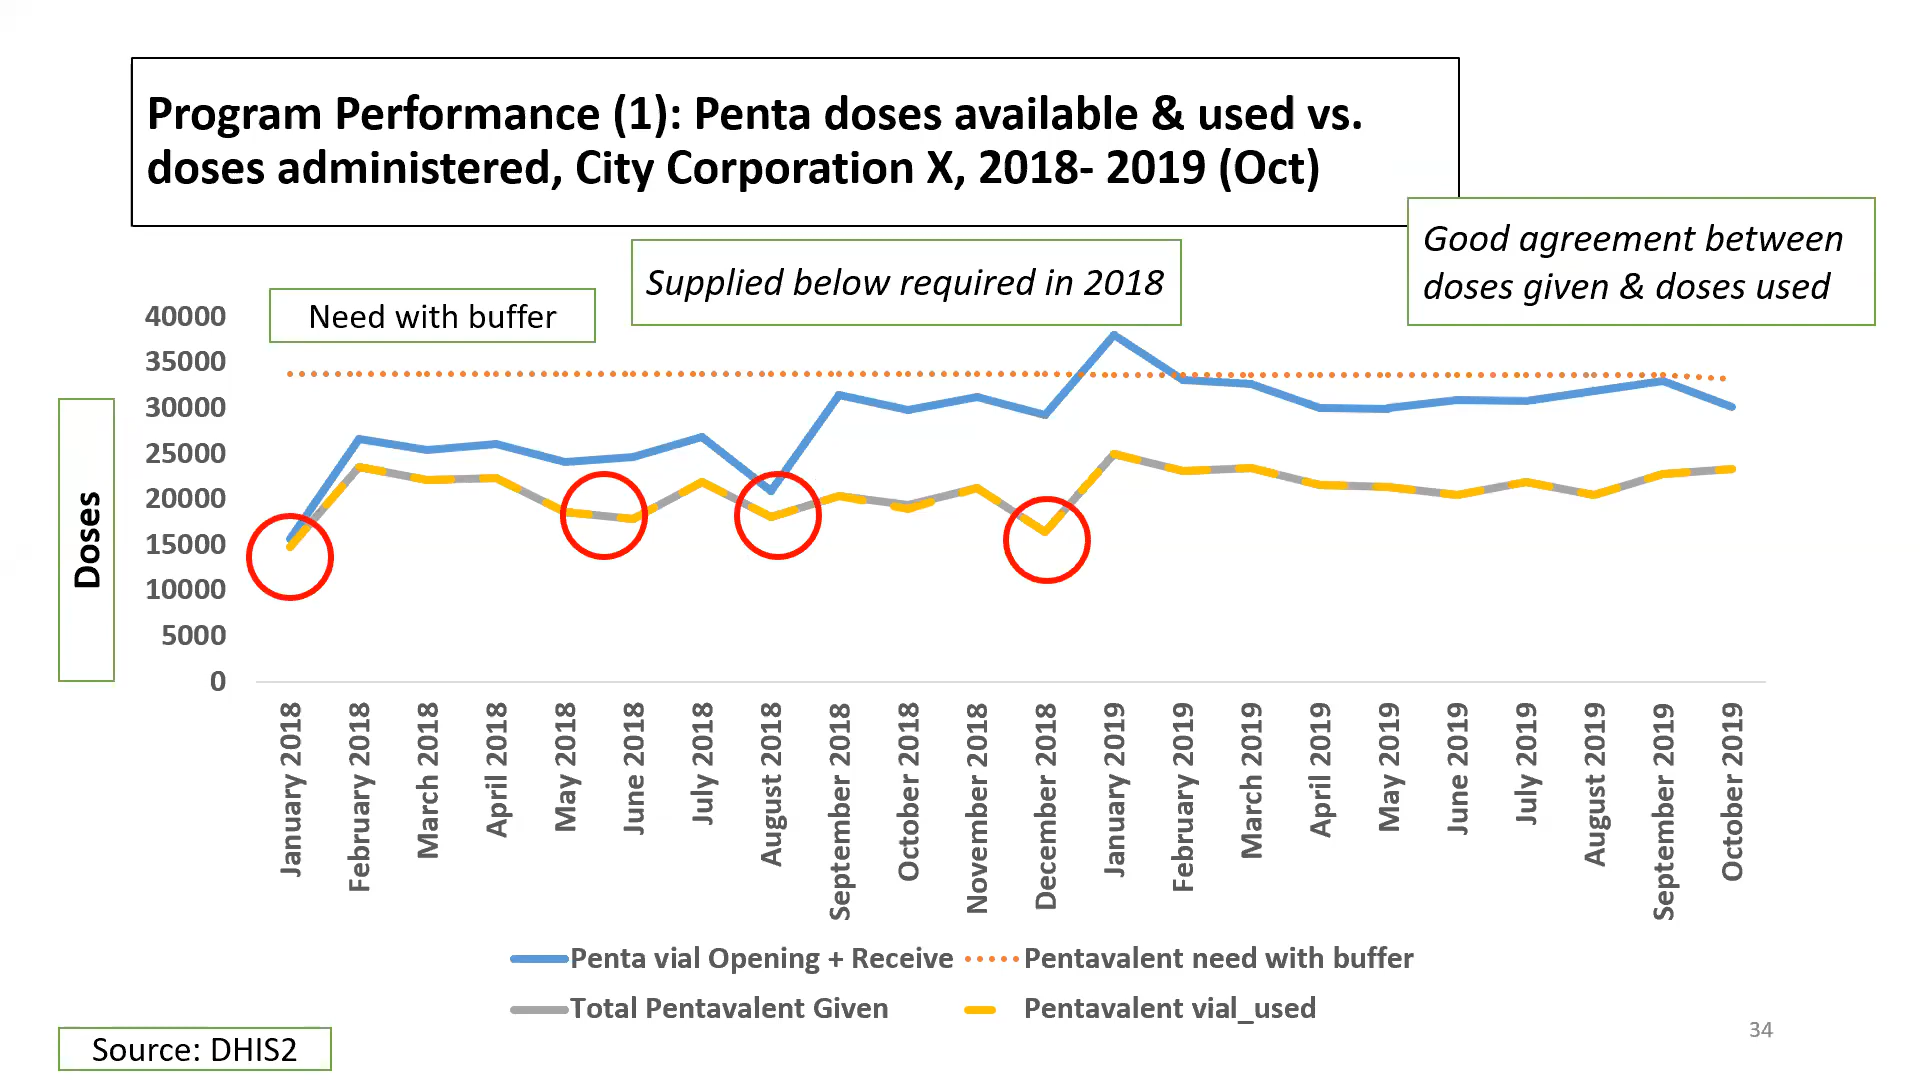 Program Performance (1): Penta doses available & used vs.
doses administered, City Corporation X, 2018- 2019 (Oct)
Good agreement between
doses given & doses used
Supplied below required in 2018
Need with buffer
Doses
40000
35000
30000
25000
20000
15000
10000
5000
0
January 2018
February 2018
March 2018
April 2018
May 2018
June 2018
July 2018
August 2018
September 2018
October 2018
November 2018
December 2018
January 2019
February 2019
March 2019
April 2019
May 2019
June 2019
July 2019
August 2019
September 2019
October 2019
Penta vial Opening + Receive
Pentavalent need with buffer
Total Pentavalent Given
Pentavalent vial_used
Source: DHIS2
34